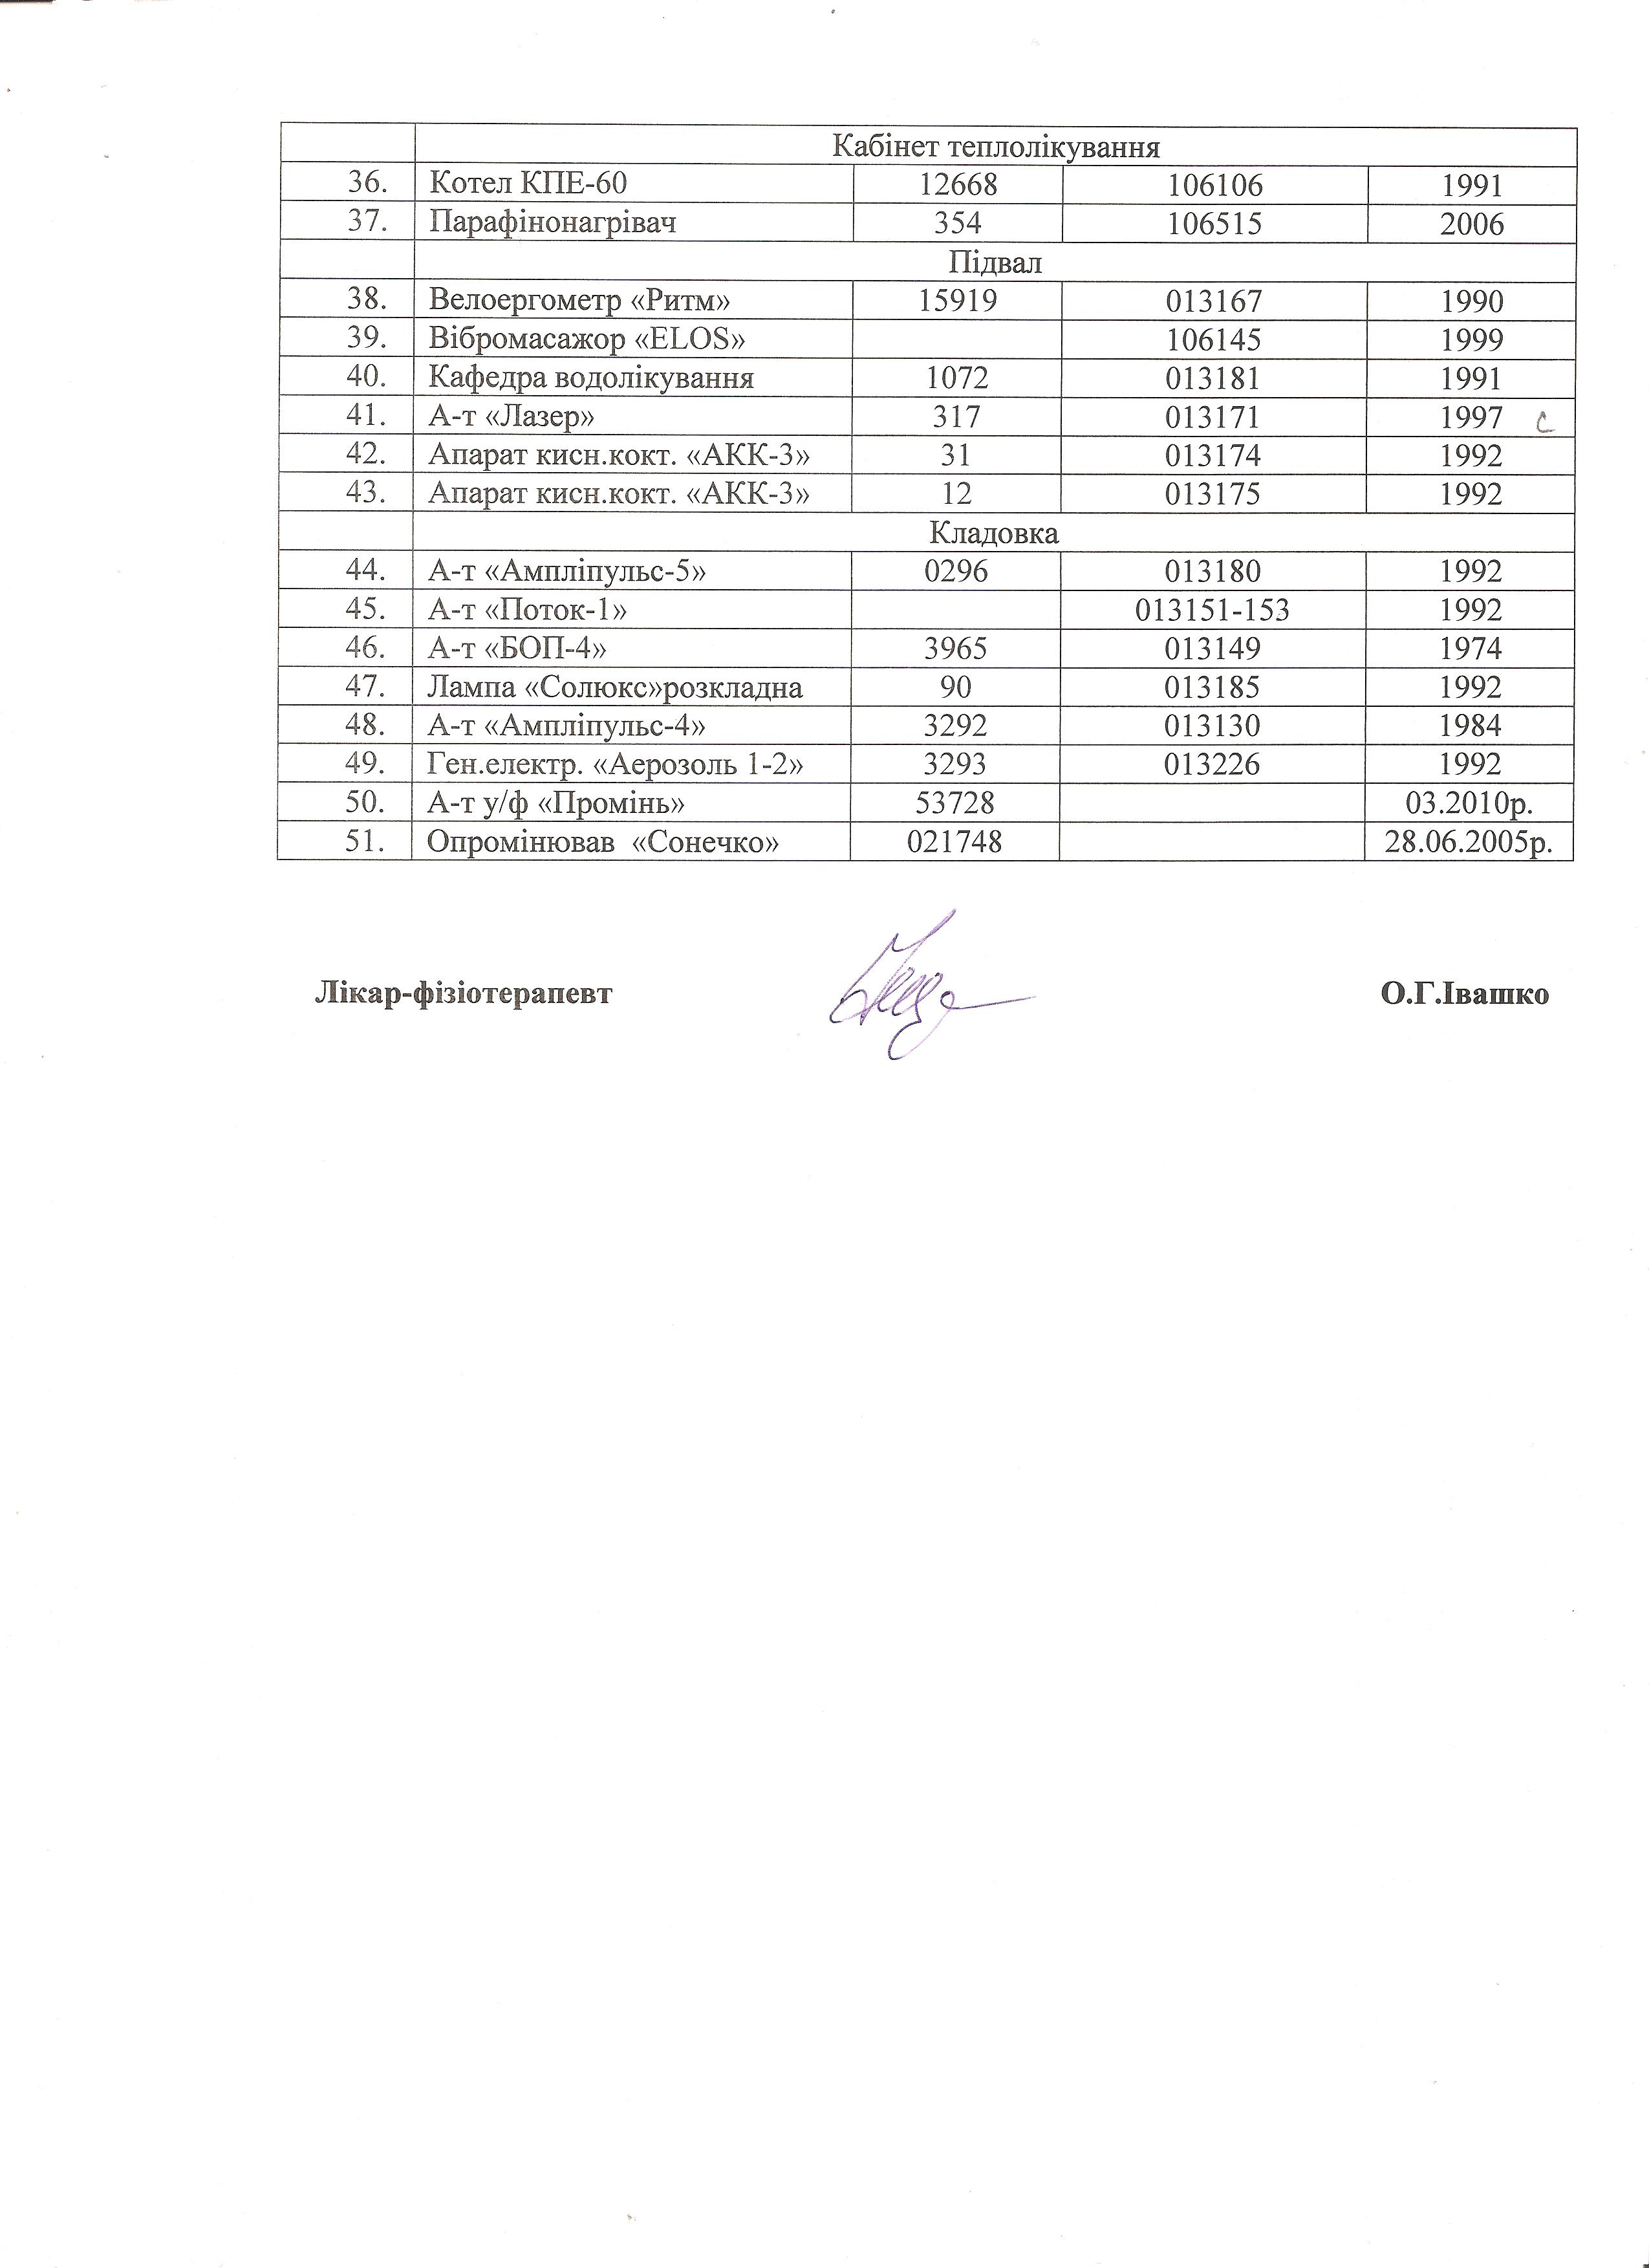 Кабінет теплолікування
36. Котел КПЕ-60 12668 106106 1991
37. Парафінонагрівач 354 106515 2006
Підвал
38. Велоергометр «Ритм» 15919 013167 1990
39. Вібромасажор «ELOS» 106145 1999
40. Кафедра водолікування 1072 013181 1991
41. А-т «Лазер» 317 013171 1997 с
42. Апарат кисн.кокт. «АКК-3» 31 013174 1992
43. Апарат кисн.кокт. «АКК-3» 12 013175 1992
Кладовка
44. А-т «Ампліпульс-5» 0296 013180 1992
45. А-т «Поток-1» 013151-153 1992
46. А-т «БОП-4» 3965 013149 1974
47. Лампа «Солюкс»розкладна 90 013185 1992
48. А-т «Ампліпульс-4» 3292 013130 1984
49. Ген.електр. «Аерозоль 1-2» 3293 013226 1992
50. А-т у/ф «Промінь» 53728 03.2010р.
51. Опромінював «Сонечко» 021748 28.06.2005р.
Лікар-фізіотерапевт О.Г.Івашко